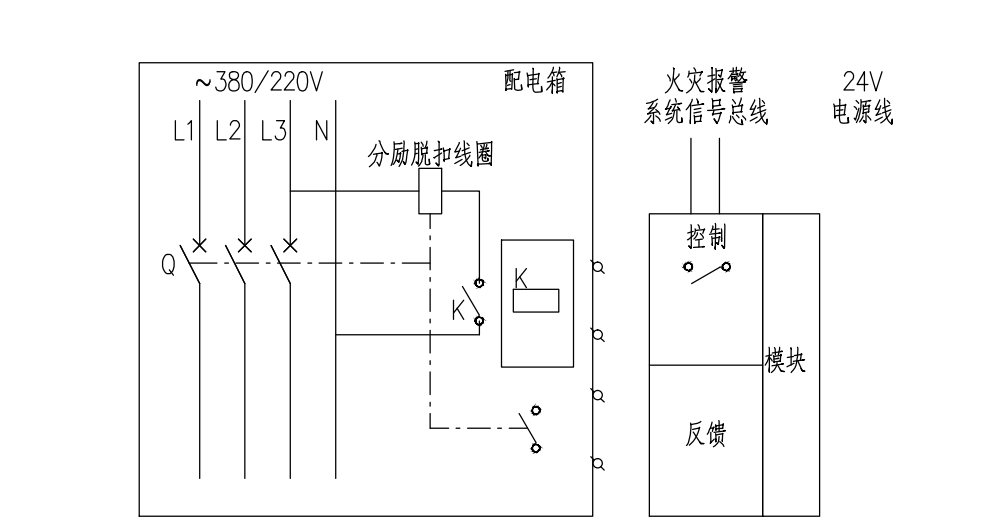 ~380/220V
配电箱
火灾报警
系统信号总线
24V
电源线
L1
L2
L3
N
分励脱扣线圈
控制
Q
K
K
模块
反馈